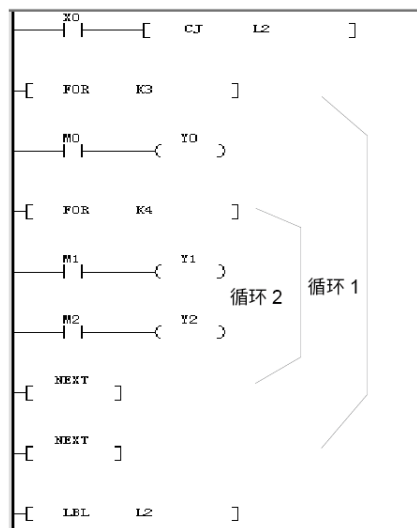 X0
CJ L2
FOR K3
M0 Y0
FOR K4
M1 Y1
循环 2
循环 1
M2 Y2
NEXT
NEXT
LBL L2